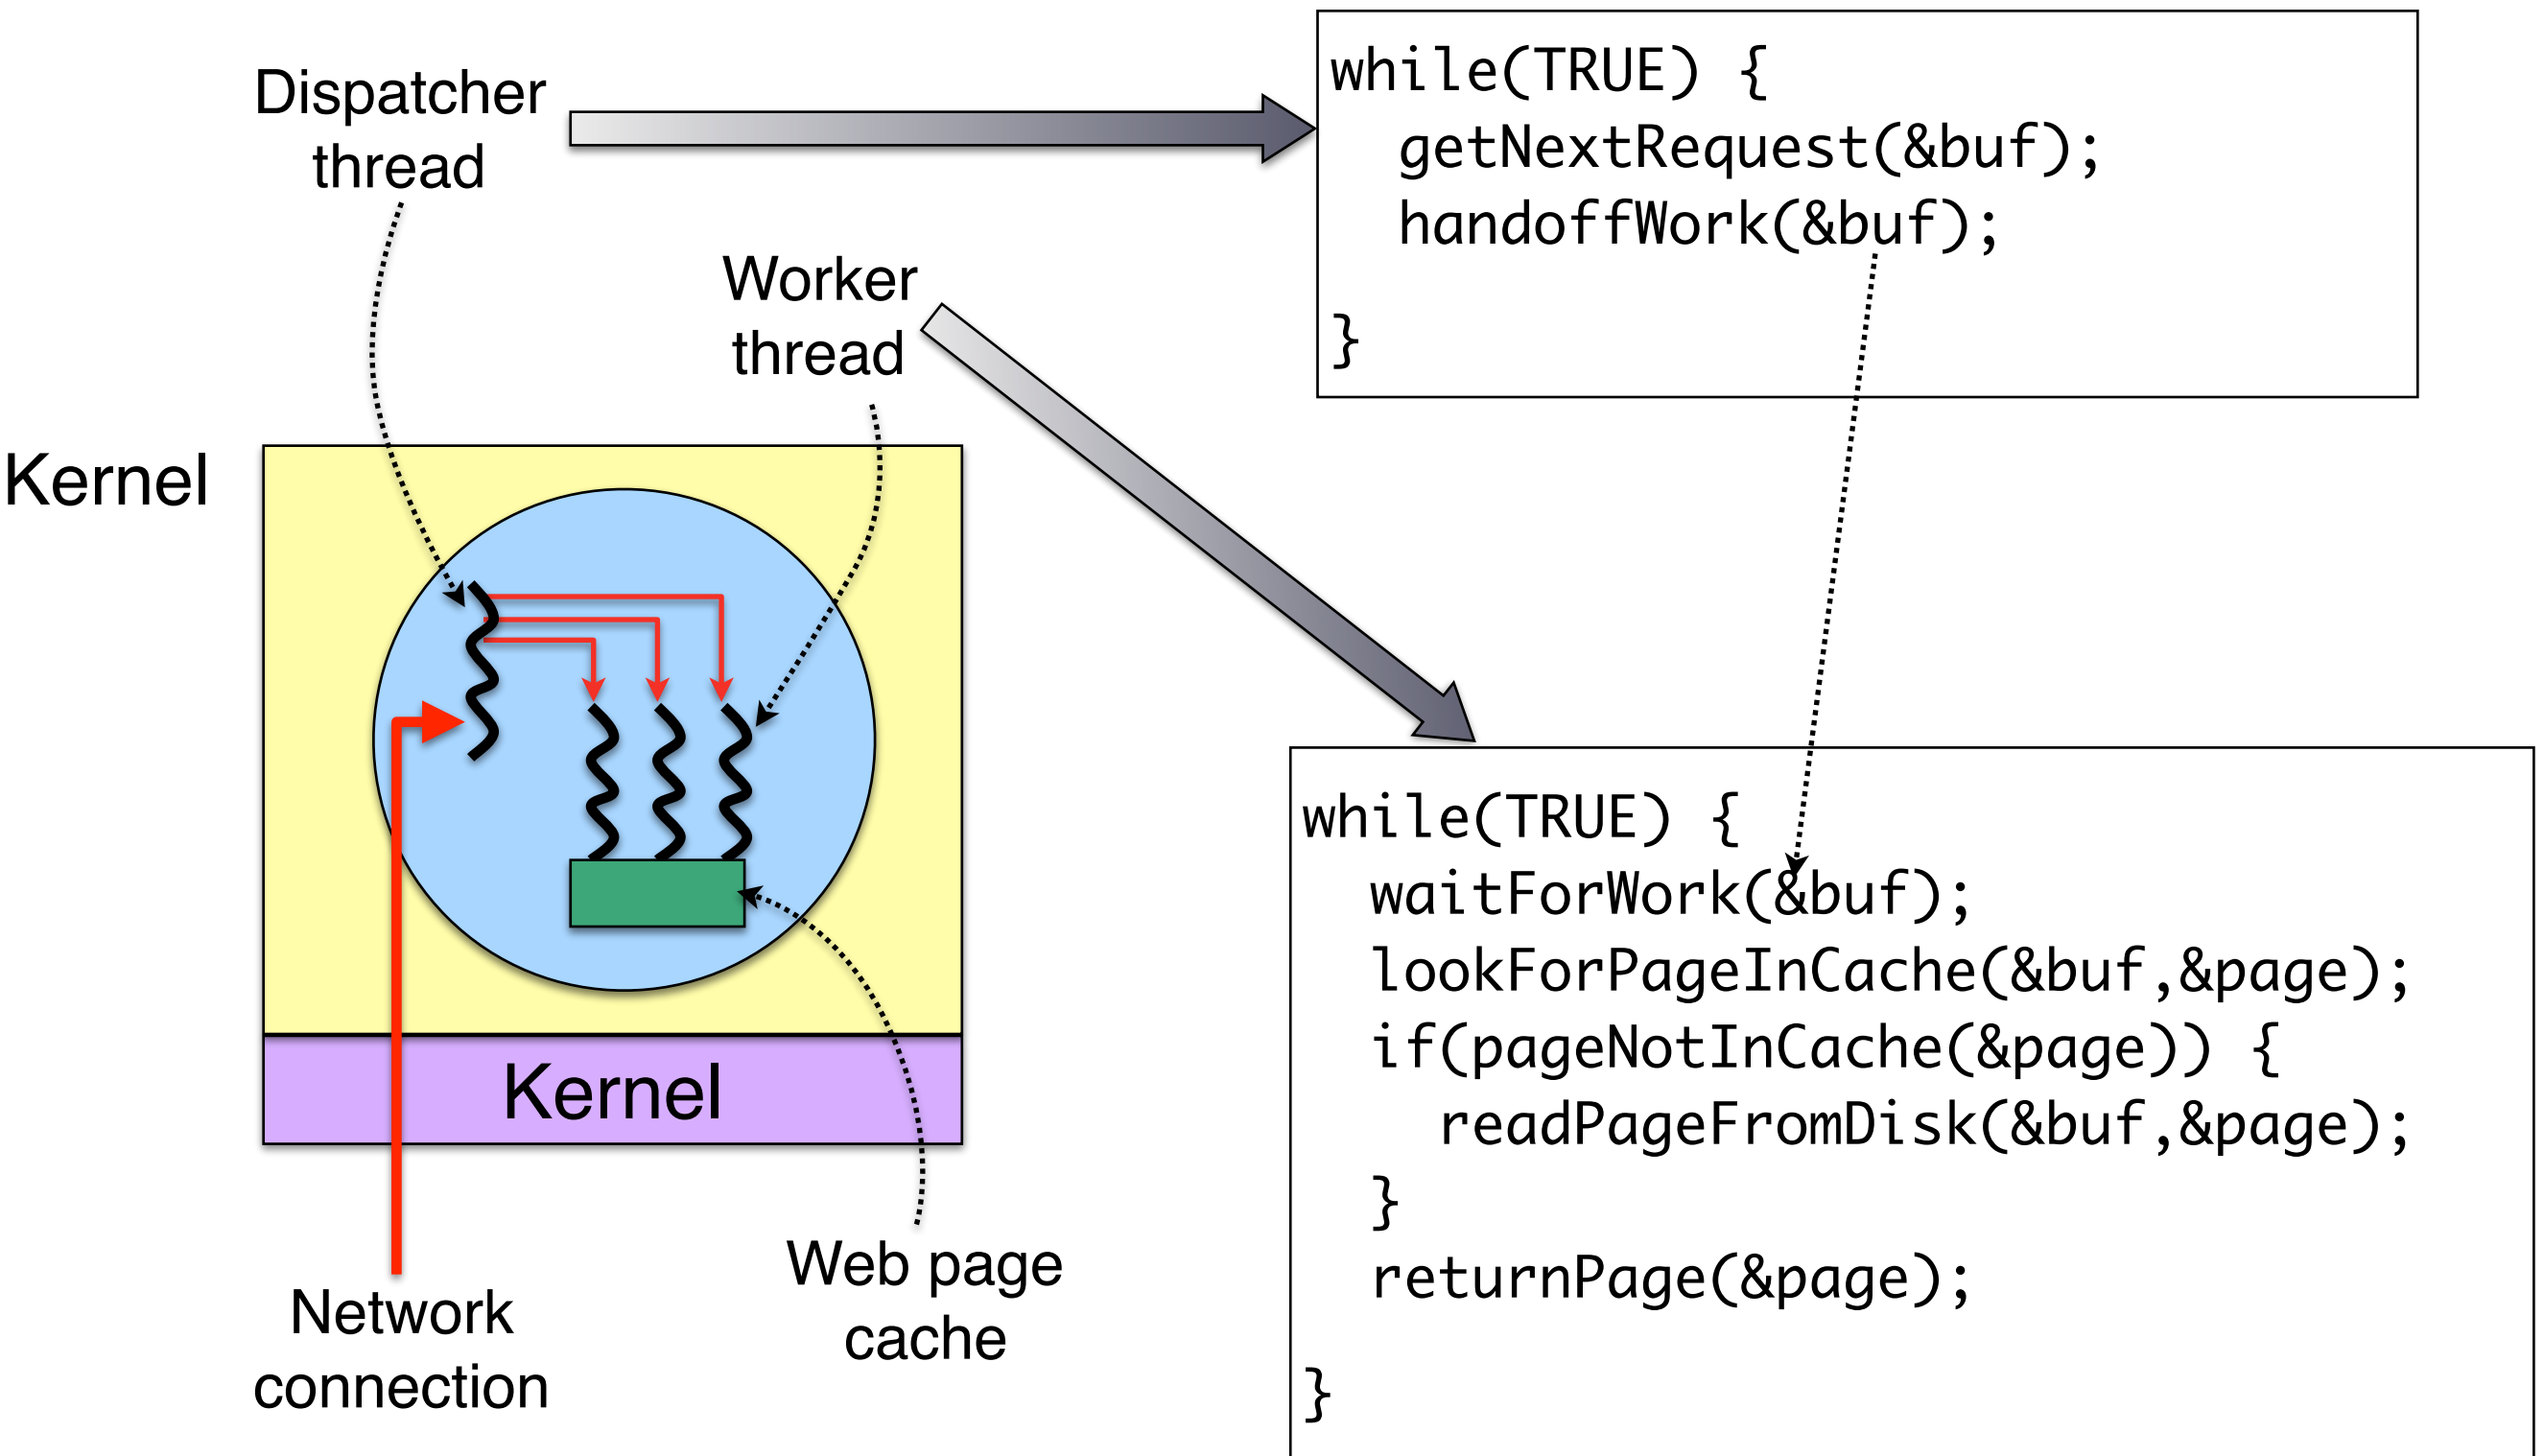 Dispatcher
thread
Worker
thread
Kernel
Kernel
Network
connection
Web page
cache
while(TRUE) {
getNextRequest(&buf);
handoffWork(&buf);
}
while(TRUE) {
waitForWork(&buf);
lookForPageInCache(&buf,&page);
if(pageNotInCache(&page)) {
readPageFromDisk(&buf,&page);
}
returnPage(&page);
}